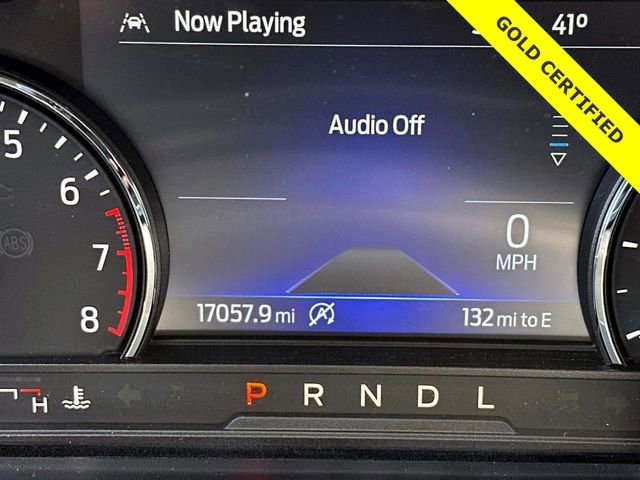 Now Playing
41°
GOLD CERTIFIED
Audio Off
5
6
7
8
ABS
0
MPH
17057.9 mi
132 mi to E
H
P R N D L